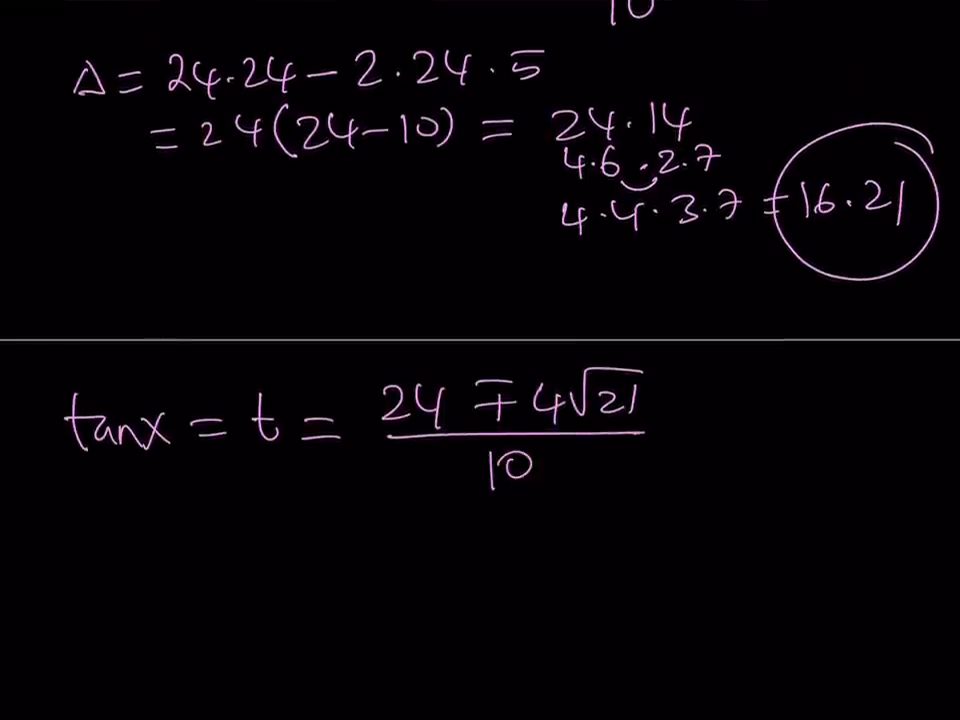 10
Δ = 24·24 − 2·24·5
= 24(24−10) = 24·14
4·6·2·7
4·4·3·7 = 16·21
tanx = t = (24 ∓ 4√21)/10